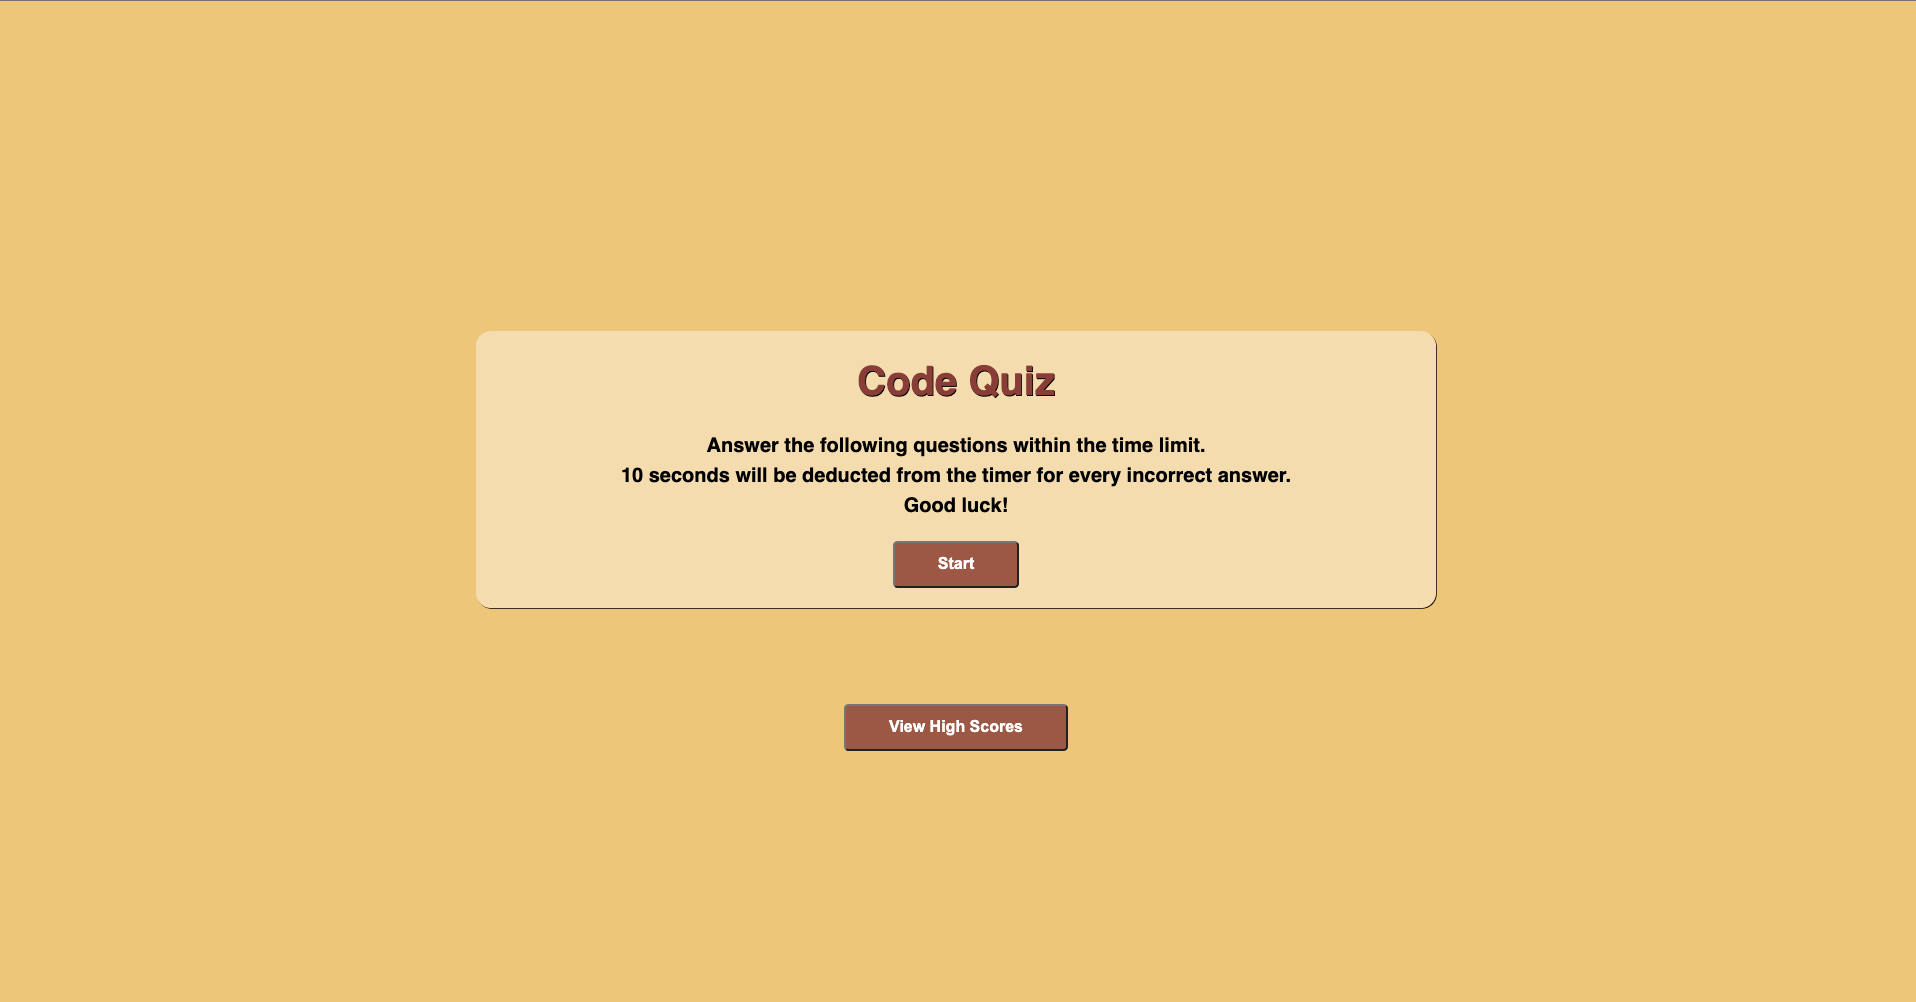 Code Quiz
Answer the following questions within the time limit.
10 seconds will be deducted from the timer for every incorrect answer.
Good luck!
Start
View High Scores